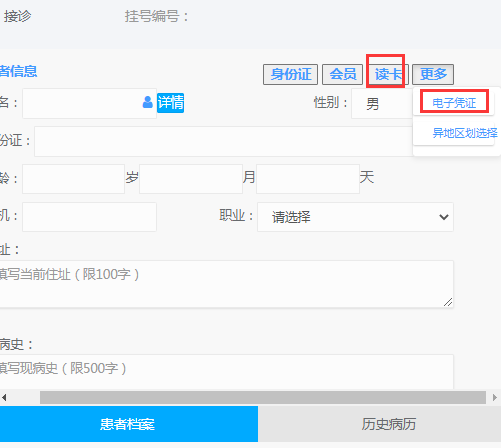 接诊 挂号编号：
者信息 身份证 会员 读卡 更多
名： 详情 性别： 男 电子凭证
份证： 异地区划选择
龄： 岁 月 天
机： 职业： 请选择
址：
填写当前住址（限100字）
病史：
填写现病史（限500字）
患者档案 历史病历